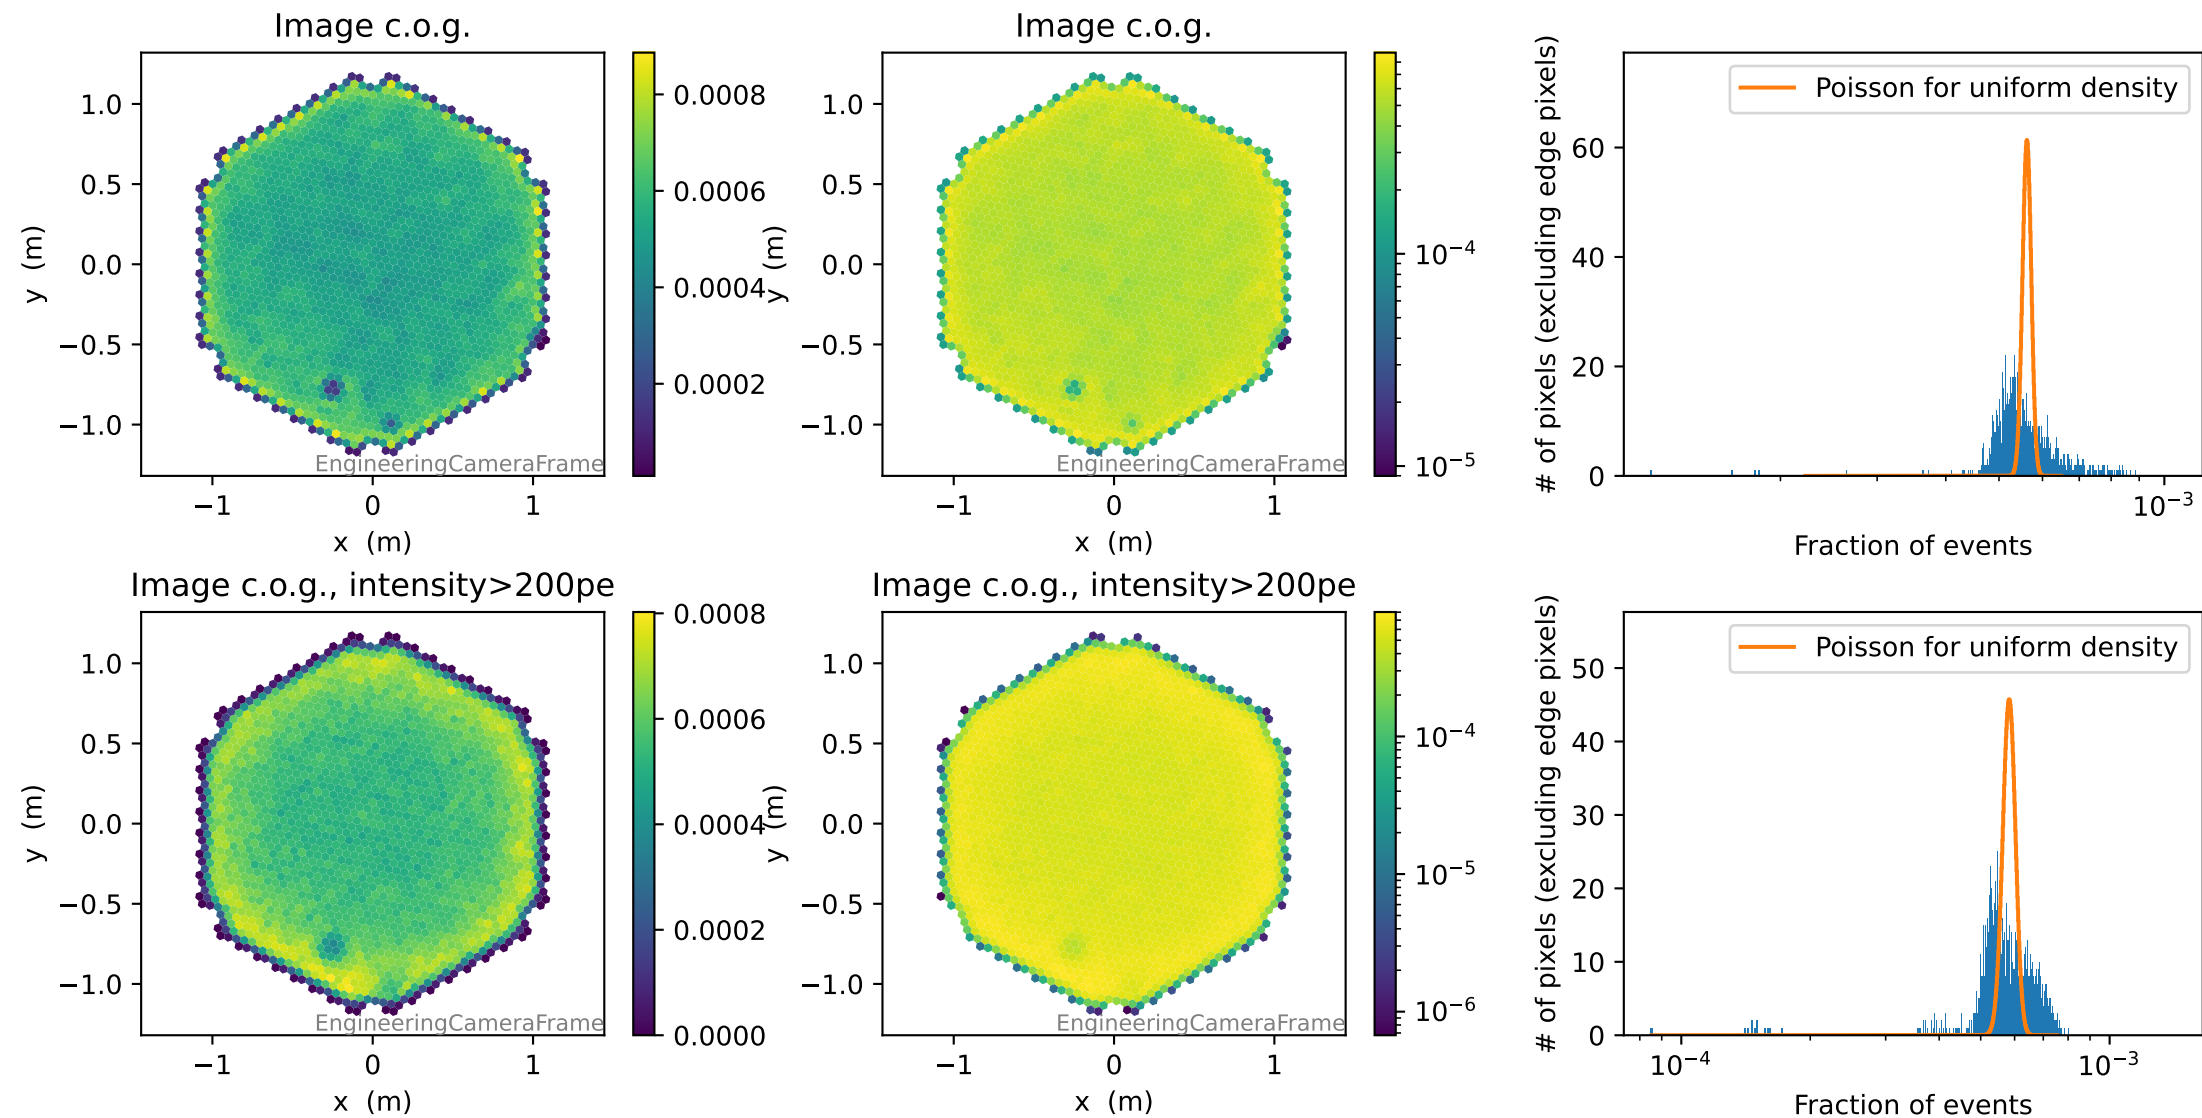 Image c.o.g.
y (m)
1.0
0.5
0.0
−0.5
−1.0
EngineeringCameraFrame
−1 0 1
x (m)
0.0008
0.0006
0.0004
0.0002
Image c.o.g.
y (m)
1.0
0.5
0.0
−0.5
−1.0
EngineeringCameraFrame
−1 0 1
x (m)
10⁻⁴
10⁻⁵
# of pixels (excluding edge pixels)
60
40
20
0
Poisson for uniform density
10⁻³
Fraction of events
Image c.o.g., intensity>200pe
y (m)
1.0
0.5
0.0
−0.5
−1.0
EngineeringCameraFrame
−1 0 1
x (m)
0.0008
0.0006
0.0004
0.0002
0.0000
Image c.o.g., intensity>200pe
y (m)
1.0
0.5
0.0
−0.5
−1.0
EngineeringCameraFrame
−1 0 1
x (m)
10⁻⁴
10⁻⁵
10⁻⁶
# of pixels (excluding edge pixels)
50
40
30
20
10
0
Poisson for uniform density
10⁻⁴ 10⁻³
Fraction of events